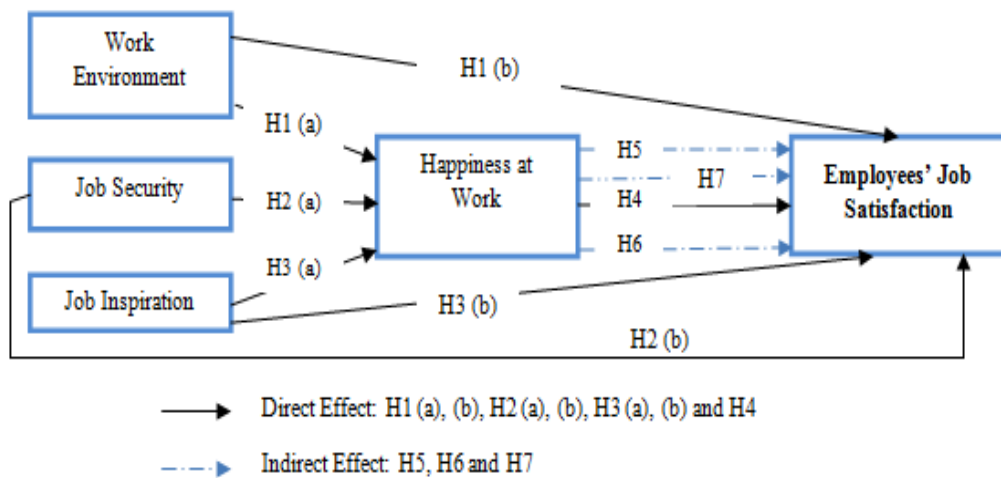 Work
Environment
H1 (b)
H1 (a)
Job Security
H2 (a)
Happiness at
Work
H5
H7
H4
H6
Employees’ Job
Satisfaction
H3 (a)
Job Inspiration
H3 (b)
H2 (b)
Direct Effect: H1 (a), (b), H2 (a), (b), H3 (a), (b) and H4
Indirect Effect: H5, H6 and H7